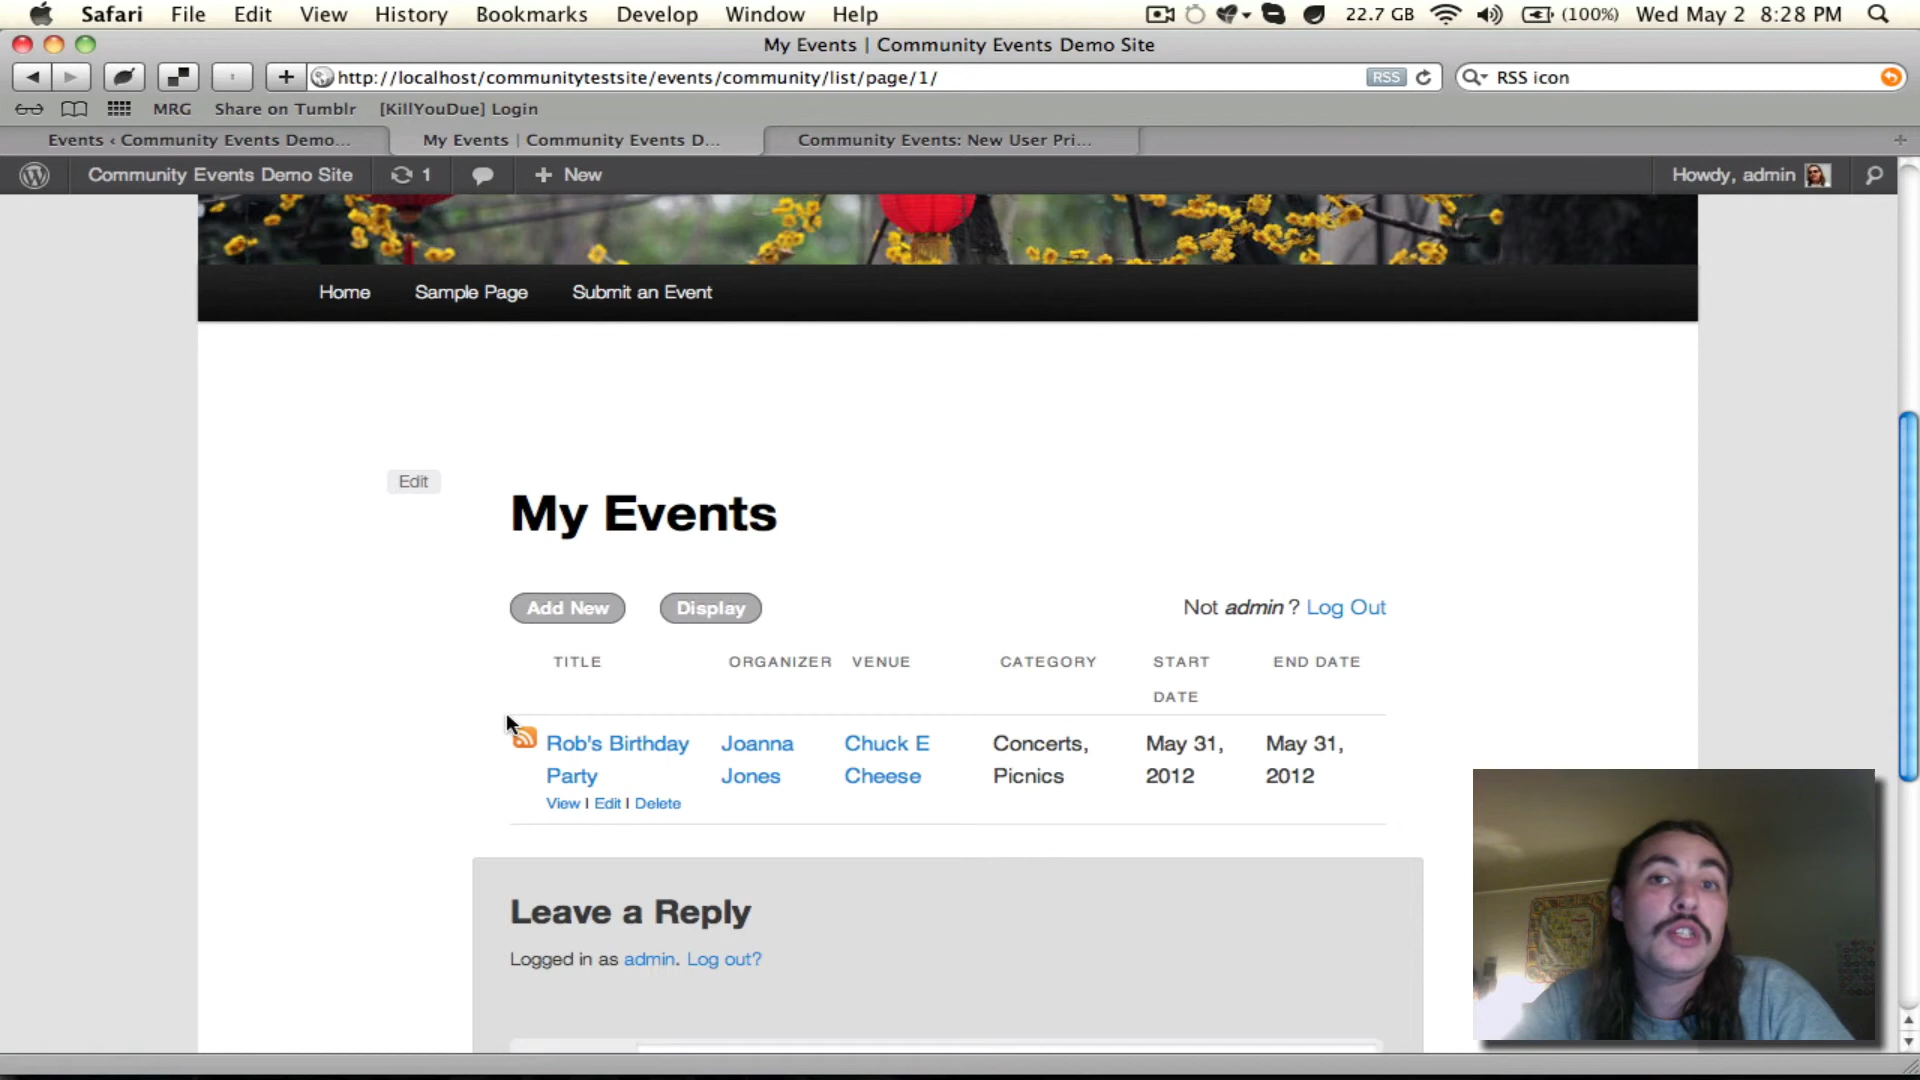 Safari File Edit View History Bookmarks Develop Window Help 22.7 GB (100%) Wed May 2 8:28 PM
My Events | Community Events Demo Site
http://localhost/communitytestsite/events/community/list/page/1/ RSS RSS icon
MRG Share on Tumblr [KillYouDue] Login
Events ‹ Community Events Demo... My Events | Community Events D... Community Events: New User Pri...
Community Events Demo Site 1 + New Howdy, admin
Home Sample Page Submit an Event
Edit
My Events
Add New Display Not admin ? Log Out
TITLE ORGANIZER VENUE CATEGORY START END DATE
DATE
Rob's Birthday Joanna Chuck E Concerts, May 31, May 31,
Party Jones Cheese Picnics 2012 2012
View | Edit | Delete
Leave a Reply
Logged in as admin. Log out?